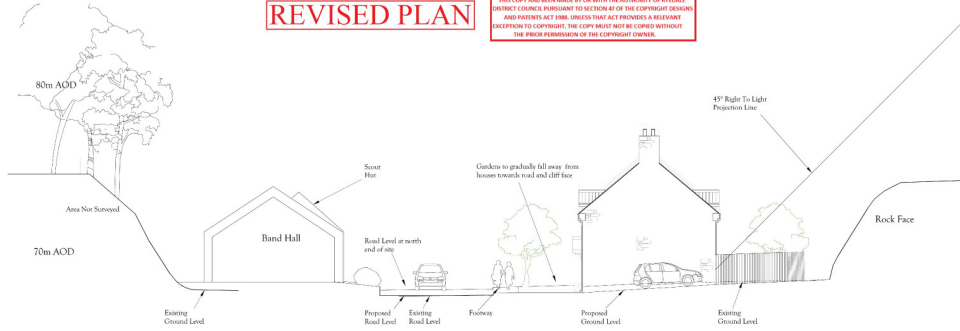 REVISED PLAN
THIS COPY HAS BEEN MADE BY OR WITH THE AUTHORITY OF RYEDALE
DISTRICT COUNCIL PURSUANT TO SECTION 47 OF THE COPYRIGHT DESIGNS
AND PATENTS ACT 1988. UNLESS THAT ACT PROVIDES A RELEVANT
EXCEPTION TO COPYRIGHT. THE COPY MUST NOT BE COPIED WITHOUT
THE PRIOR PERMISSION OF THE COPYRIGHT OWNER.
80m AOD
45° Right To Light
Projection Line
Scout
Hut
Gardens to gradually fall away from
houses towards road and cliff face
Area Not Surveyed
Rock Face
Band Hall
Road Level at north
end of site
70m AOD
Existing
Ground Level
Proposed
Road Level
Existing
Road Level
Footway
Proposed
Ground Level
Existing
Ground Level